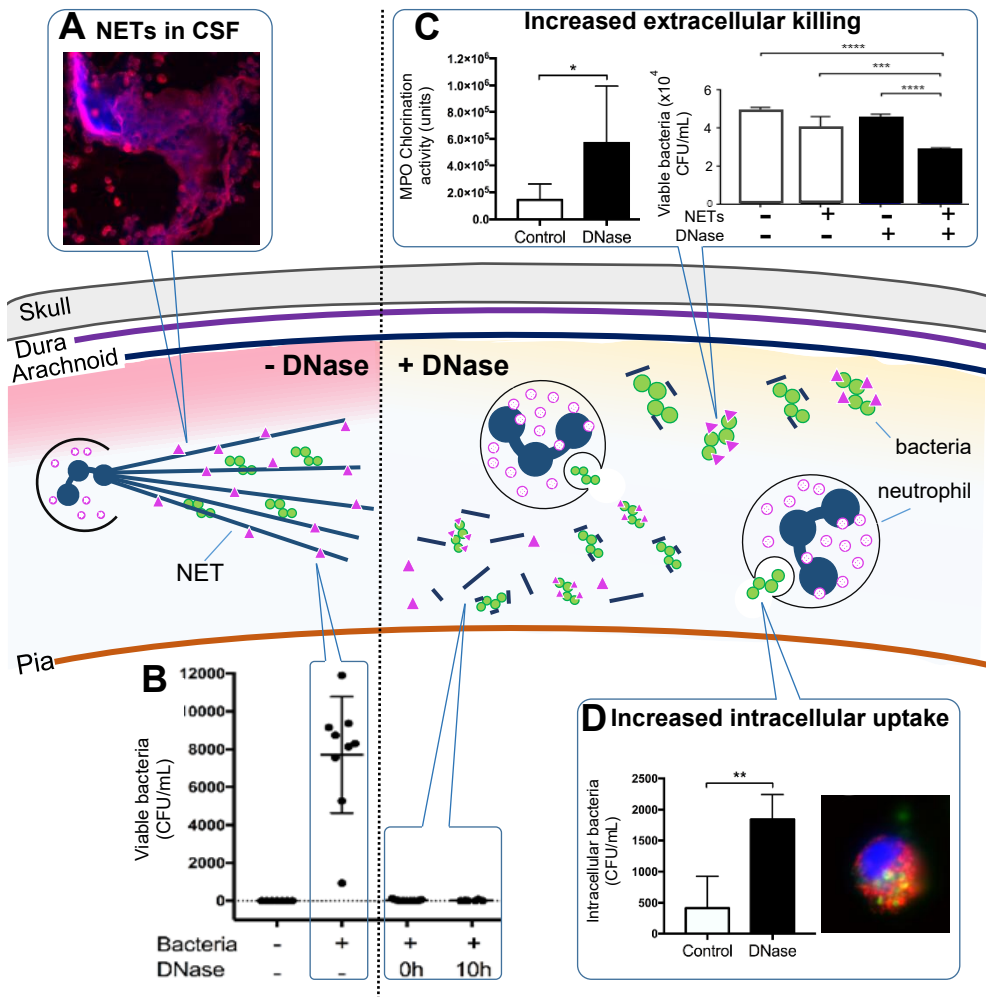 A NETs in CSF
C Increased extracellular killing
MPO Chlorination
activity (units)
1.2×10⁶
1.0×10⁶
8.0×10⁵
6.0×10⁵
4.0×10⁵
2.0×10⁵
0.0
*
Control DNase
Viable bacteria (x10⁴
CFU/mL)
6
4
2
0
****
***
****
NETs - + - +
DNase - - + +
Skull
Dura
Arachnoid
- DNase + DNase
bacteria
neutrophil
NET
Pia
B
Viable bacteria
(CFU/mL)
12000
10000
8000
6000
4000
2000
0
Bacteria - + + +
DNase - - 0h 10h
D Increased intracellular uptake
Intracellular bacteria
(CFU/mL)
2500
2000
1500
1000
500
0
**
Control DNase